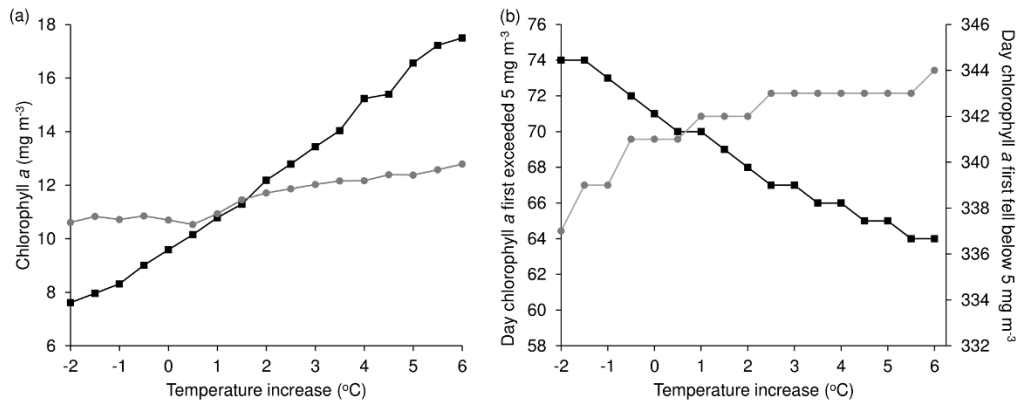 (a)
18
16
14
12
10
8
6
Chlorophyll a (mg m-3)
-2 -1 0 1 2 3 4 5 6
Temperature increase (oC)
(b)
76
74
72
70
68
66
64
62
60
58
Day chlorophyll a first exceeded 5 mg m-3
-2 -1 0 1 2 3 4 5 6
Temperature increase (oC)
346
344
342
340
338
336
334
332
Day chlorophyll a first fell below 5 mg m-3